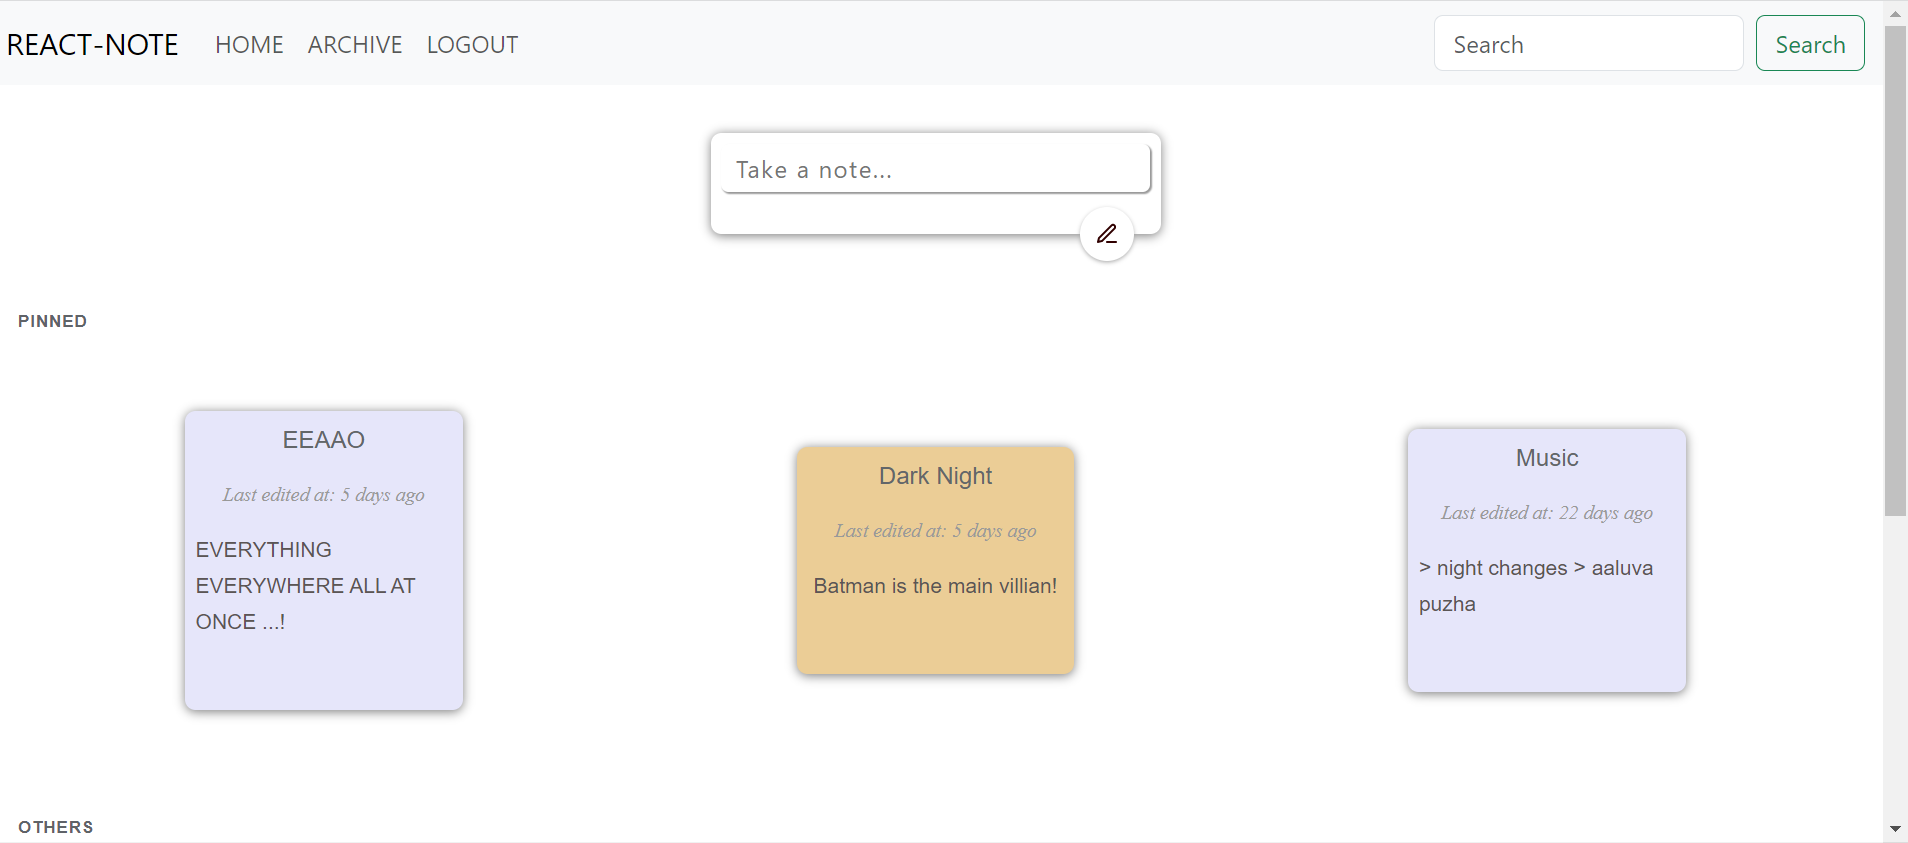 REACT-NOTE HOME ARCHIVE LOGOUT Search Search
Take a note...
PINNED
EEAAO
Last edited at: 5 days ago
EVERYTHING
EVERYWHERE ALL AT
ONCE ...!
Dark Night
Last edited at: 5 days ago
Batman is the main villian!
Music
Last edited at: 22 days ago
> night changes > aaluva
puzha
OTHERS